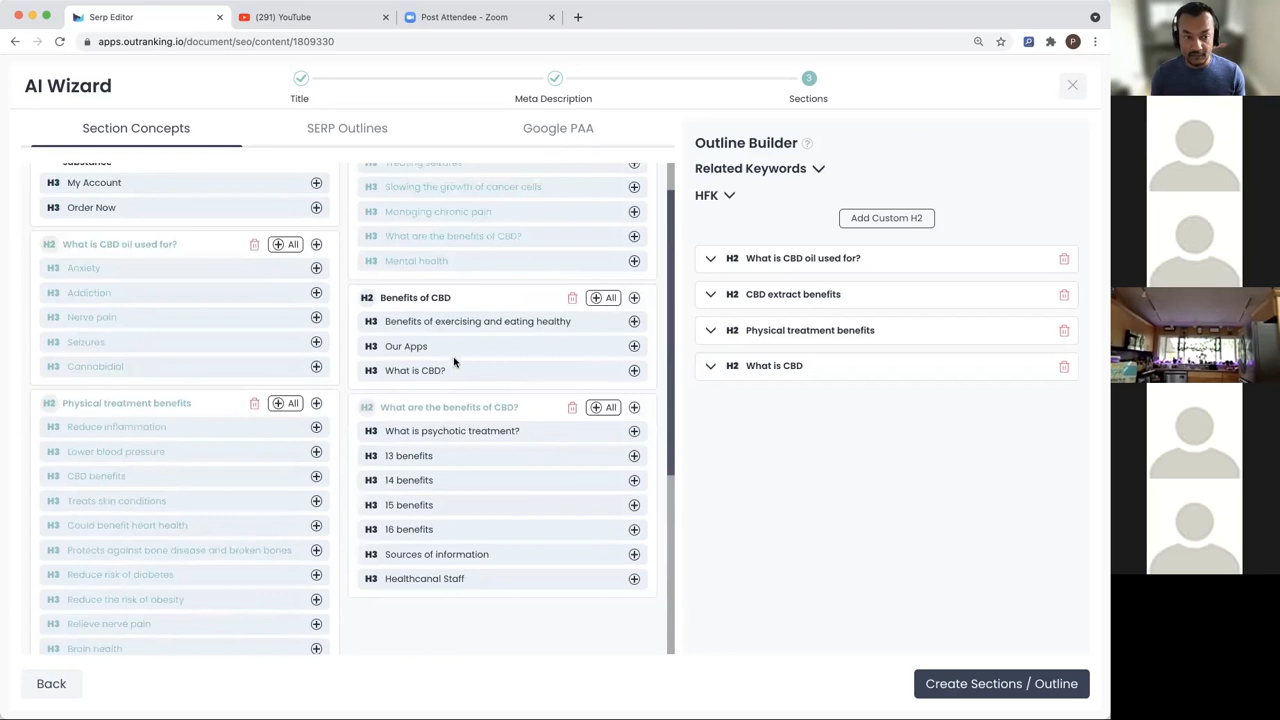 Serp Editor
(291) YouTube
Post Attendee - Zoom
apps.outranking.io/document/seo/content/1809330
P
AI Wizard
Title
Meta Description
3
Sections
Section Concepts
SERP Outlines
Google PAA
substance
H3 My Account
H3 Order Now
H2 What is CBD oil used for? All
H3 Anxiety
H3 Addiction
H3 Nerve pain
H3 Seizures
H3 Cannabidiol
H2 Physical treatment benefits All
H3 Reduce inflammation
H3 Lower blood pressure
H3 CBD benefits
H3 Treats skin conditions
H3 Could benefit heart health
H3 Protects against bone disease and broken bones
H3 Reduce risk of diabetes
H3 Reduce the risk of obesity
H3 Relieve nerve pain
H3 Brain health
H3 Treating seizures
H3 Slowing the growth of cancer cells
H3 Managing chronic pain
H3 What are the benefits of CBD?
H3 Mental health
H2 Benefits of CBD All
H3 Benefits of exercising and eating healthy
H3 Our Apps
H3 What is CBD?
H2 What are the benefits of CBD? All
H3 What is psychotic treatment?
H3 13 benefits
H3 14 benefits
H3 15 benefits
H3 16 benefits
H3 Sources of information
H3 Healthcanal Staff
Outline Builder ?
Related Keywords
HFK
Add Custom H2
H2 What is CBD oil used for?
H2 CBD extract benefits
H2 Physical treatment benefits
H2 What is CBD
Back
Create Sections / Outline